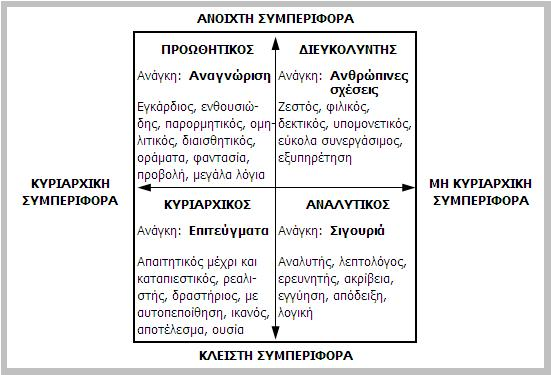 ΑΝΟΙΧΤΗ ΣΥΜΠΕΡΙΦΟΡΑ
ΠΡΟΩΘΗΤΙΚΟΣ
Ανάγκη: Αναγνώριση
Εγκάρδιος, ενθουσιώ-
δης, παρορμητικός, ομη-
λιτικός, διαισθητικός,
οράματα, φαντασία,
προβολή, μεγάλα λόγια
ΔΙΕΥΚΟΛΥΝΤΗΣ
Ανάγκη: Ανθρώπινες
σχέσεις
Ζεστός, φιλικός,
δεκτικός, υπομονετικός,
εύκολα συνεργάσιμος,
εξυπηρέτηση
ΚΥΡΙΑΡΧΙΚΗ
ΣΥΜΠΕΡΙΦΟΡΑ
ΜΗ ΚΥΡΙΑΡΧΙΚΗ
ΣΥΜΠΕΡΙΦΟΡΑ
ΚΥΡΙΑΡΧΙΚΟΣ
Ανάγκη: Επιτεύγματα
Απαιτητικός μέχρι και
καταπιεστικός, ρεαλι-
στής, δραστήριος, με
αυτοπεποίθηση, ικανός,
αποτέλεσμα, ουσία
ΑΝΑΛΥΤΙΚΟΣ
Ανάγκη: Σιγουριά
Αναλυτής, λεπτολόγος,
ερευνητής, ακρίβεια,
εγγύηση, απόδειξη,
λογική
ΚΛΕΙΣΤΗ ΣΥΜΠΕΡΙΦΟΡΑ